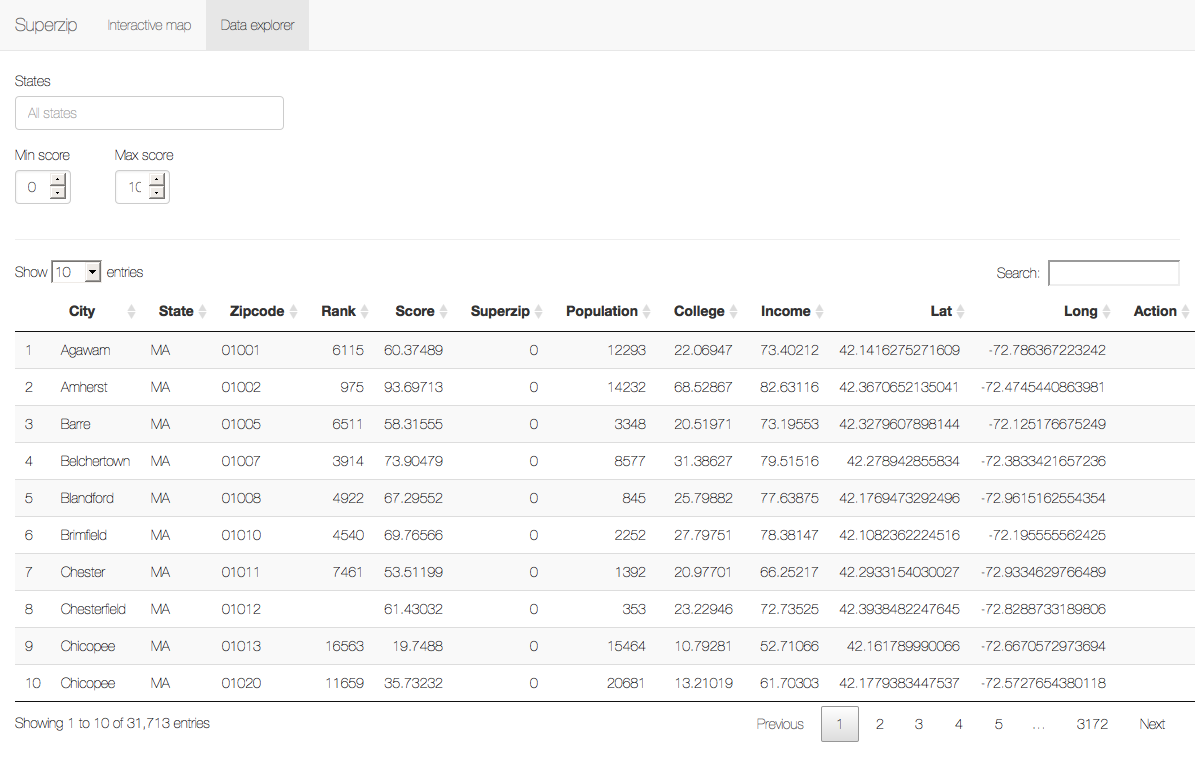 Superzip Interactive map Data explorer
States
All states
Min score Max score
0 10
Show 10 entries Search:
City State Zipcode Rank Score Superzip Population College Income Lat Long Action
1 Agawam MA 01001 6115 60.37489 0 12293 22.06947 73.40212 42.1416275271609 -72.786367223242
2 Amherst MA 01002 975 93.69713 0 14232 68.52867 82.63116 42.3670652135041 -72.4745440863981
3 Barre MA 01005 6511 58.31555 0 3348 20.51971 73.19553 42.3279607898144 -72.125176675249
4 Belchertown MA 01007 3914 73.90479 0 8577 31.38627 79.51516 42.278942855834 -72.3833421657236
5 Blandford MA 01008 4922 67.29552 0 845 25.79882 77.63875 42.1769473292496 -72.9615162554354
6 Brimfield MA 01010 4540 69.76566 0 2252 27.79751 78.38147 42.1082362224516 -72.195555562425
7 Chester MA 01011 7461 53.51199 0 1392 20.97701 66.25217 42.2933154030027 -72.9334629766489
8 Chesterfield MA 01012 61.43032 0 353 23.22946 72.73525 42.3938482247645 -72.8288733189806
9 Chicopee MA 01013 16563 19.7488 0 15464 10.79281 52.71066 42.161789990066 -72.6670572973694
10 Chicopee MA 01020 11659 35.73232 0 20681 13.21019 61.70303 42.1779383447537 -72.5727654380118
Showing 1 to 10 of 31,713 entries Previous 1 2 3 4 5 … 3172 Next